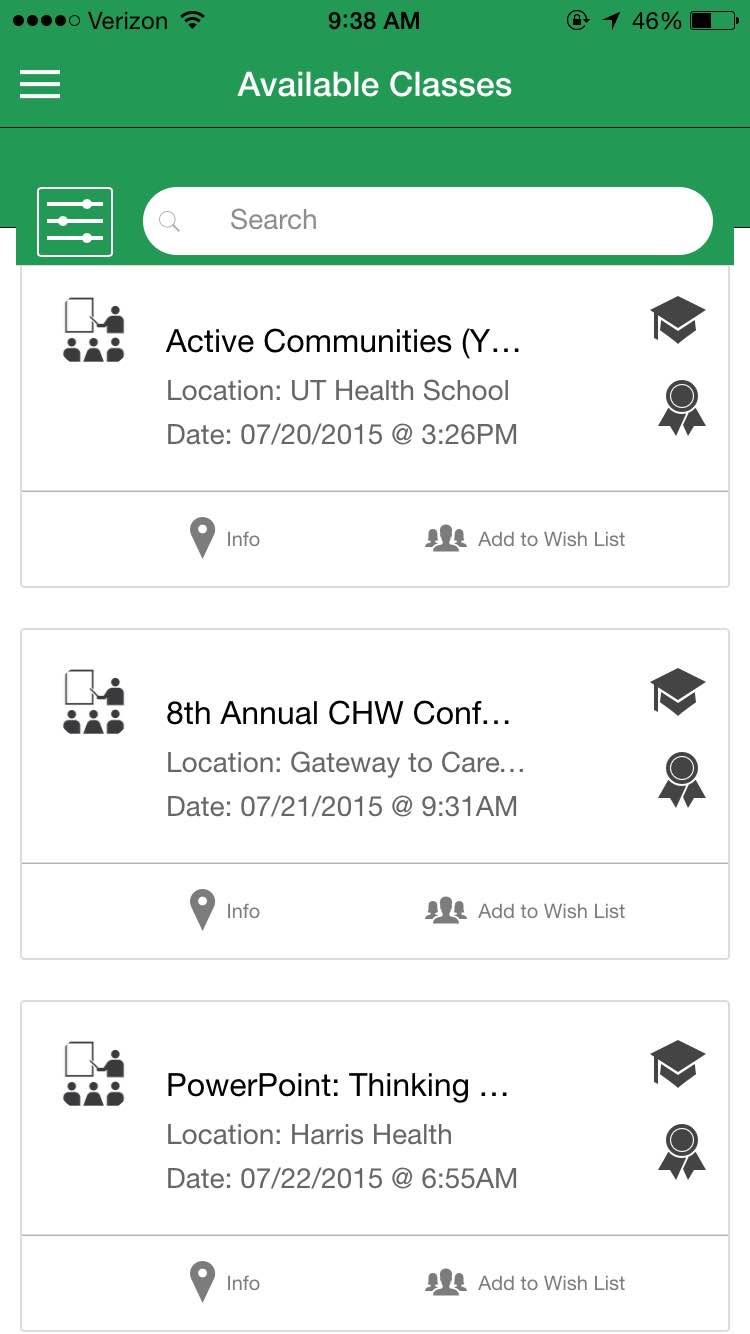 Verizon 9:38 AM 46%
Available Classes
Search
Active Communities (Y...
Location: UT Health School
Date: 07/20/2015 @ 3:26PM
Info Add to Wish List
8th Annual CHW Conf...
Location: Gateway to Care...
Date: 07/21/2015 @ 9:31AM
Info Add to Wish List
PowerPoint: Thinking ...
Location: Harris Health
Date: 07/22/2015 @ 6:55AM
Info Add to Wish List